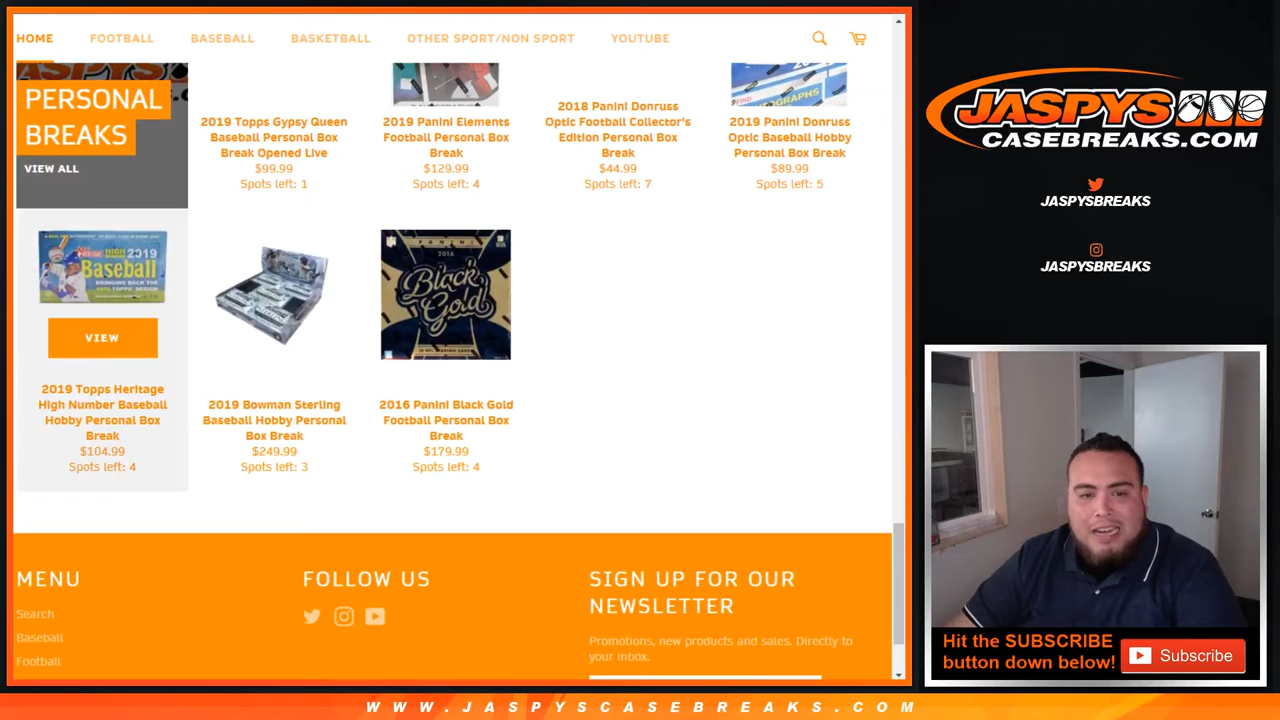 HOME FOOTBALL BASEBALL BASKETBALL OTHER SPORT/NON SPORT YOUTUBE
PERSONAL
BREAKS
VIEW ALL
2019 Topps Gypsy Queen
Baseball Personal Box
Break Opened Live
$99.99
Spots left: 1
2019 Panini Elements
Football Personal Box
Break
$129.99
Spots left: 4
2018 Panini Donruss
Optic Football Collector's
Edition Personal Box
Break
$44.99
Spots left: 7
2019 Panini Donruss
Optic Baseball Hobby
Personal Box Break
$89.99
Spots left: 5
HIGH
2019
Baseball
VIEW
2019 Topps Heritage
High Number Baseball
Hobby Personal Box
Break
$104.99
Spots left: 4
2019 Bowman Sterling
Baseball Hobby Personal
Box Break
$249.99
Spots left: 3
PANINI
2016
Black
Gold
2016 Panini Black Gold
Football Personal Box
Break
$179.99
Spots left: 4
MENU
Search
Baseball
Football
FOLLOW US
SIGN UP FOR OUR
NEWSLETTER
Promotions, new products and sales. Directly to
your inbox.
JASPYS
CASEBREAKS.COM
JASPYSBREAKS
JASPYSBREAKS
Hit the SUBSCRIBE
button down below!
Subscribe
WWW.JASPYSCASEBREAKS.COM